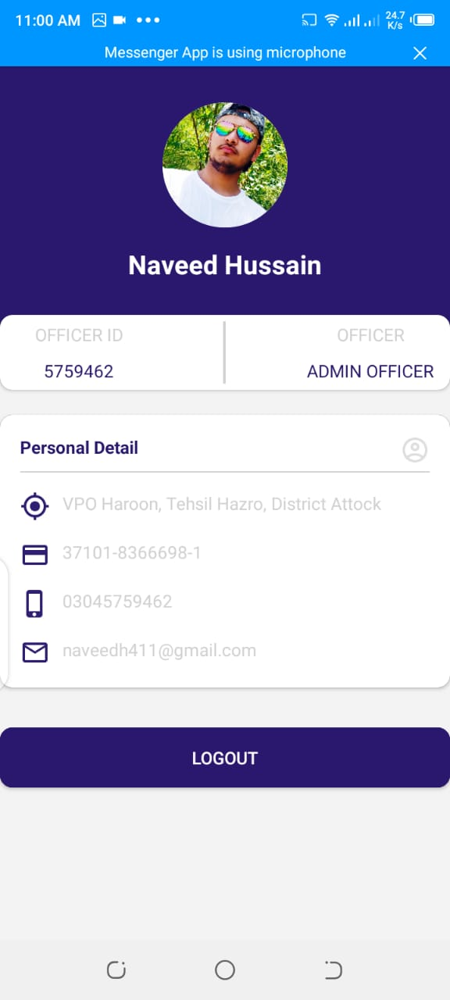 11:00 AM
24.7
K/s
Messenger App is using microphone
Naveed Hussain
OFFICER ID
OFFICER
5759462
ADMIN OFFICER
Personal Detail
VPO Haroon, Tehsil Hazro, District Attock
37101-8366698-1
03045759462
naveedh411@gmail.com
LOGOUT